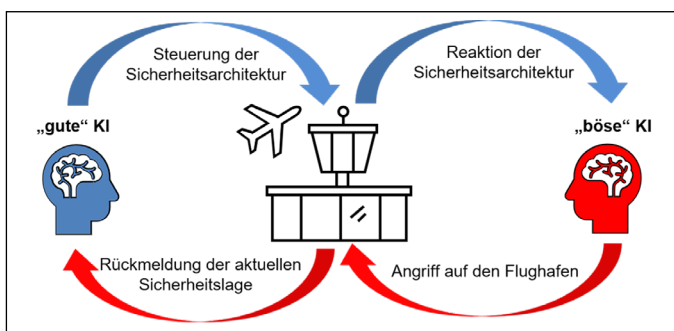 Steuerung der
Sicherheitsarchitektur
Reaktion der
Sicherheitsarchitektur
„gute“ KI
„böse“ KI
Rückmeldung der aktuellen
Sicherheitslage
Angriff auf den Flughafen